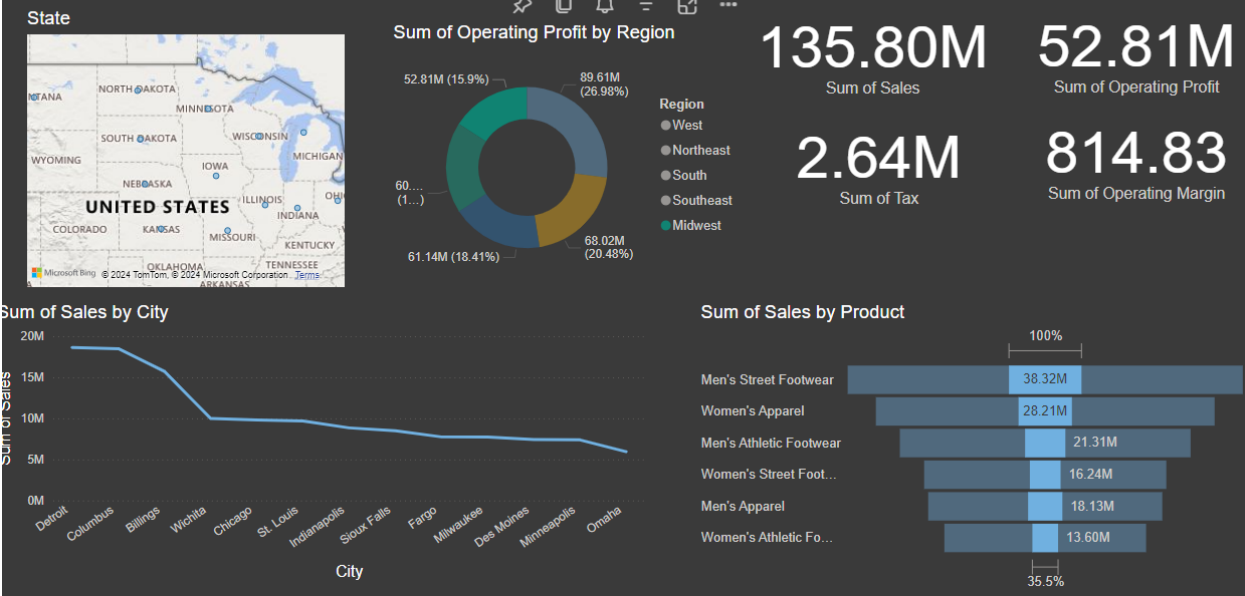 State
NTANA
NORTH DAKOTA
MINNESOTA
SOUTH DAKOTA
WISCONSIN
WYOMING
MICHIGAN
IOWA
NEBRASKA
UNITED STATES
ILLINOIS
OHI
INDIANA
COLORADO
KANSAS
MISSOURI
KENTUCKY
OKLAHOMA
TENNESSEE
ARKANSAS
Microsoft Bing
© 2024 TomTom, © 2024 Microsoft Corporation Terms
Sum of Operating Profit by Region
52.81M (15.9%)
89.61M
(26.98%)
60....
(1...)
61.14M (18.41%)
68.02M
(20.48%)
Region
West
Northeast
South
Southeast
Midwest
135.80M
Sum of Sales
52.81M
Sum of Operating Profit
2.64M
Sum of Tax
814.83
Sum of Operating Margin
Sum of Sales by City
Sum of Sales
20M
15M
10M
5M
0M
Detroit
Columbus
Billings
Wichita
Chicago
St. Louis
Indianapolis
Sioux Falls
Fargo
Milwaukee
Des Moines
Minneapolis
Omaha
City
Sum of Sales by Product
100%
Men's Street Footwear
38.32M
Women's Apparel
28.21M
Men's Athletic Footwear
21.31M
Women's Street Foot...
16.24M
Men's Apparel
18.13M
Women's Athletic Fo...
13.60M
35.5%